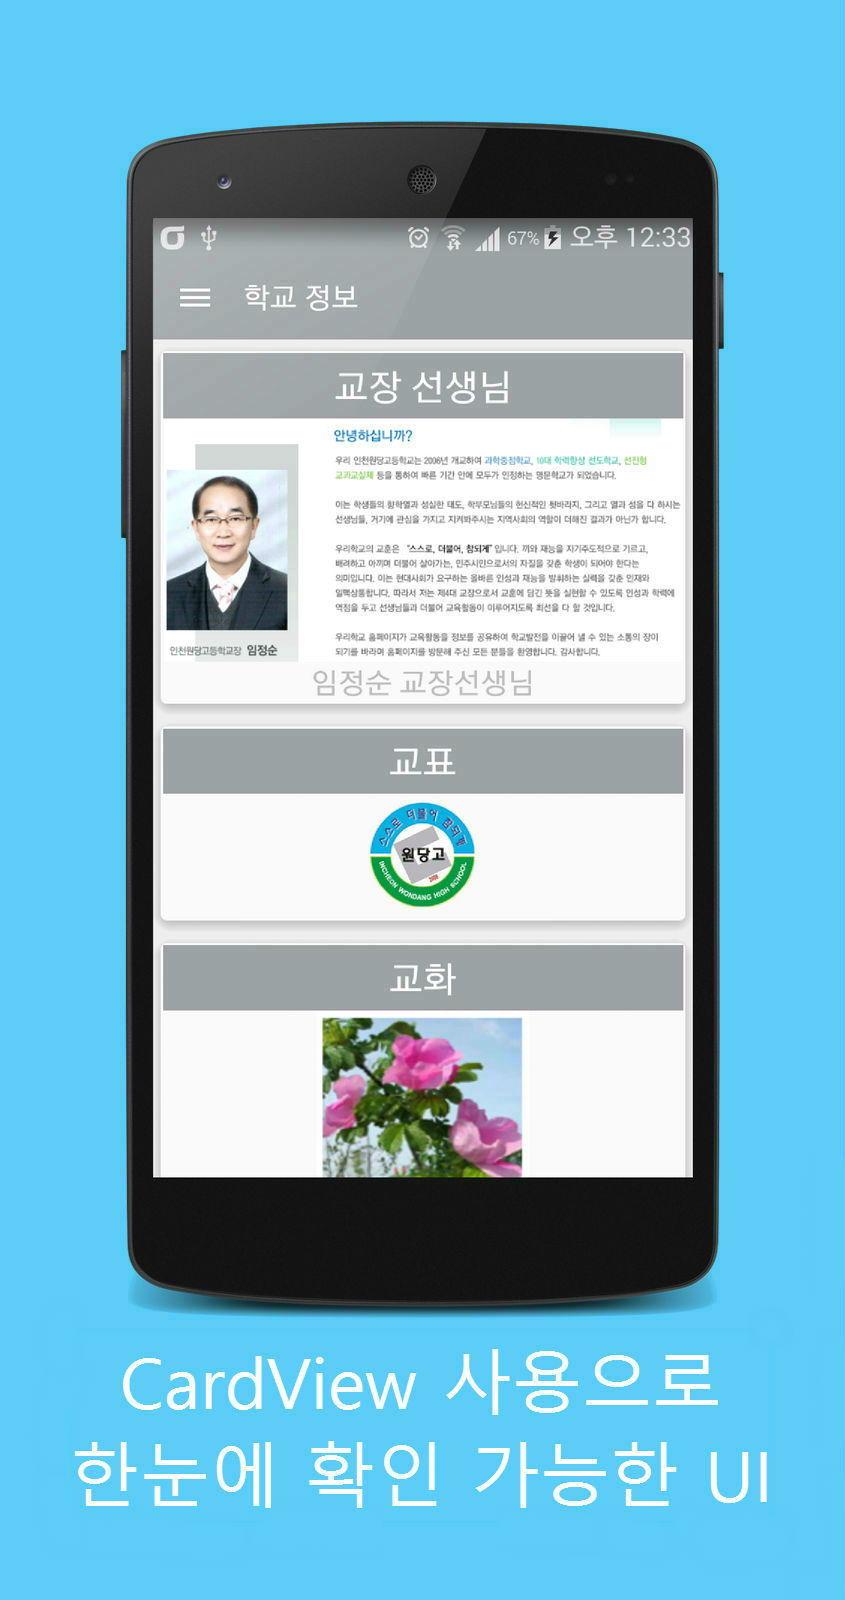 67% 오후 12:33
학교 정보
교장 선생님
안녕하십니까?
우리 인천원당고등학교는 2006년 개교하여 과학중점학교, 10대 학력향상 선도학교, 선진형
교과교실제 등을 통하여 빠른 기간 안에 모두가 인정하는 명문학교가 되었습니다.
이는 학생들의 향학열과 성실한 태도, 학부모님들의 헌신적인 뒷바라지, 그리고 열과 성을 다 하시는
선생님들, 거기에 관심을 가지고 지켜봐주시는 지역사회의 역할이 더해진 결과가 아닌가 합니다.
우리학교의 교훈은 "스스로, 더불어, 참되게" 입니다. 끼와 재능을 자기주도적으로 기르고,
배려하고 아끼며 더불어 살아가는, 민주시민으로서의 자질을 갖춘 학생이 되어야 한다는
의미입니다. 이는 현대사회가 요구하는 올바른 인성과 재능을 발휘하는 실력을 갖춘 인재와
일맥상통합니다. 따라서 저는 제4대 교장으로서 교훈에 담긴 뜻을 실현할 수 있도록 인성과 학력에
역점을 두고 선생님들과 더불어 교육활동이 이루어지도록 최선을 다 할 것입니다.
우리학교 홈페이지가 교육활동을 정보를 공유하여 학교발전을 이끌어 낼 수 있는 소통의 장이
되기를 바라며 홈페이지를 방문해 주신 모든 분들을 환영합니다. 감사합니다.
인천원당고등학교장 임정순
임정순 교장선생님
교표
스스로 더불어 참되게
원당고
2006
INCHEON WONDANG HIGH SCHOOL
교화
CardView 사용으로
한눈에 확인 가능한 UI